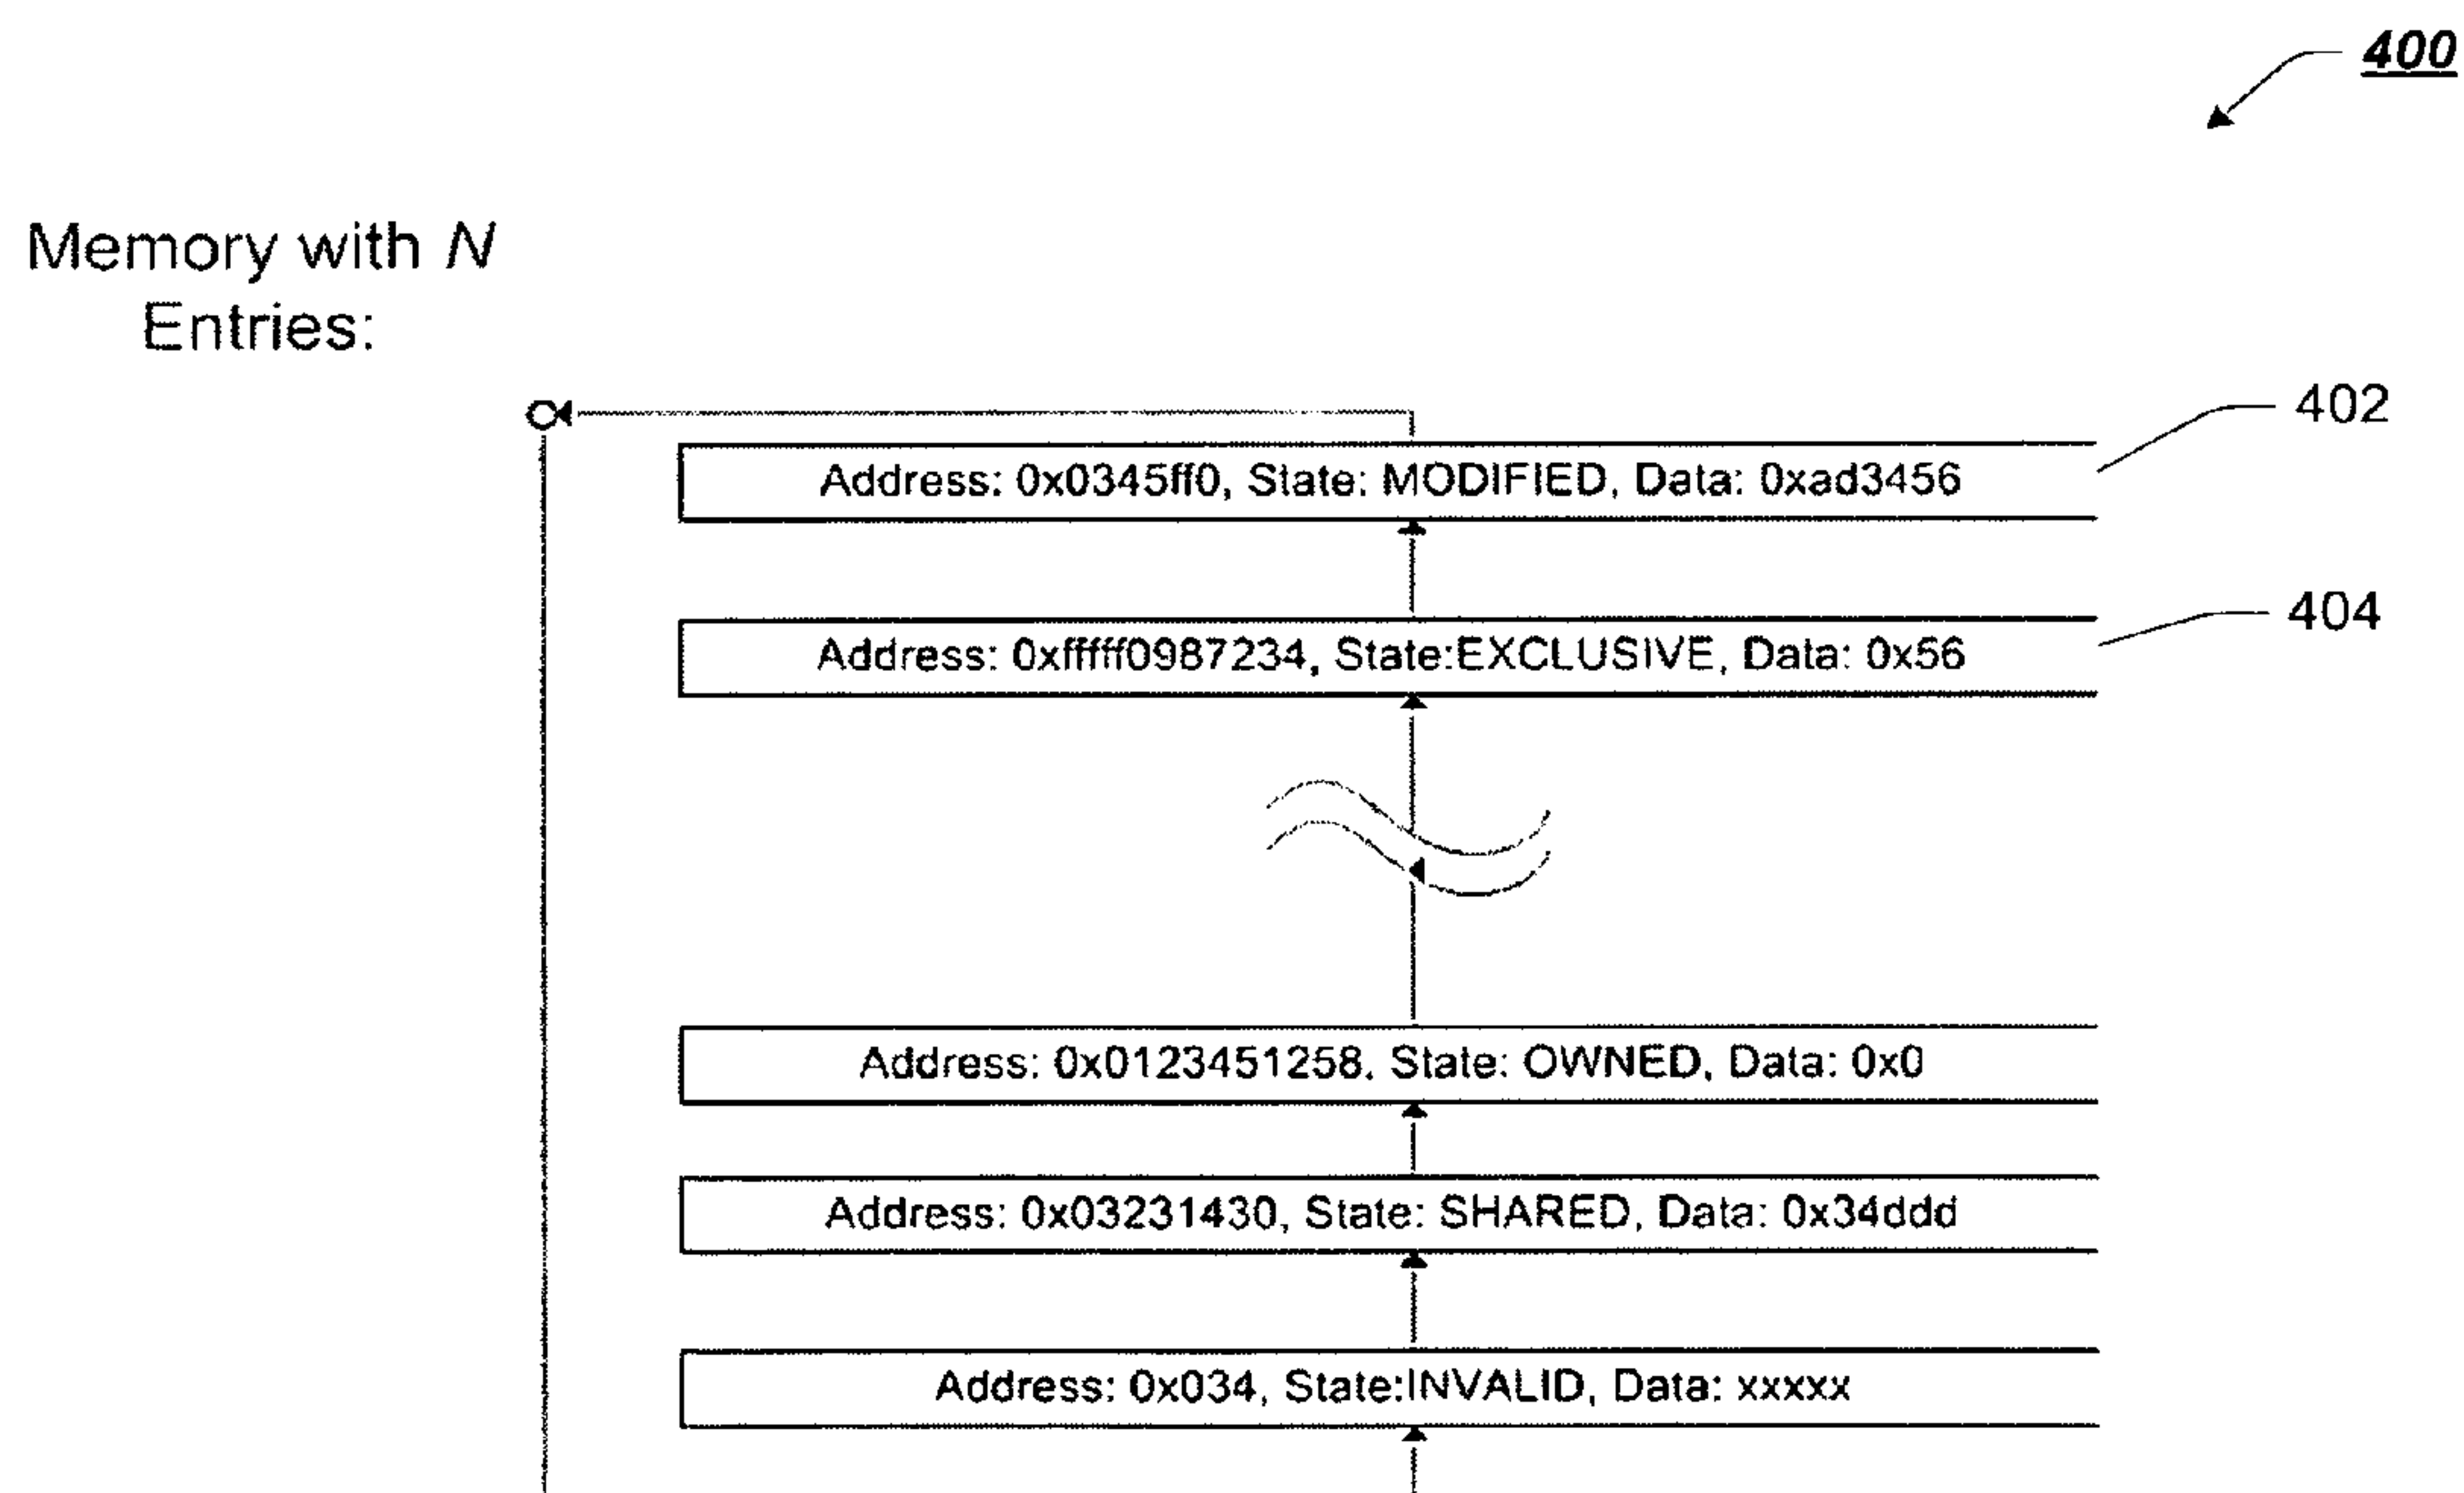 400
Memory with N
Entries:
402
Address: 0x0345ff0, State: MODIFIED, Data: 0xad3456
404
Address: 0xfffff0987234, State:EXCLUSIVE, Data: 0x56
Address: 0x0123451258, State: OWNED, Data: 0x0
Address: 0x03231430, State: SHARED, Data: 0x34ddd
Address: 0x034, State:INVALID, Data: xxxxx